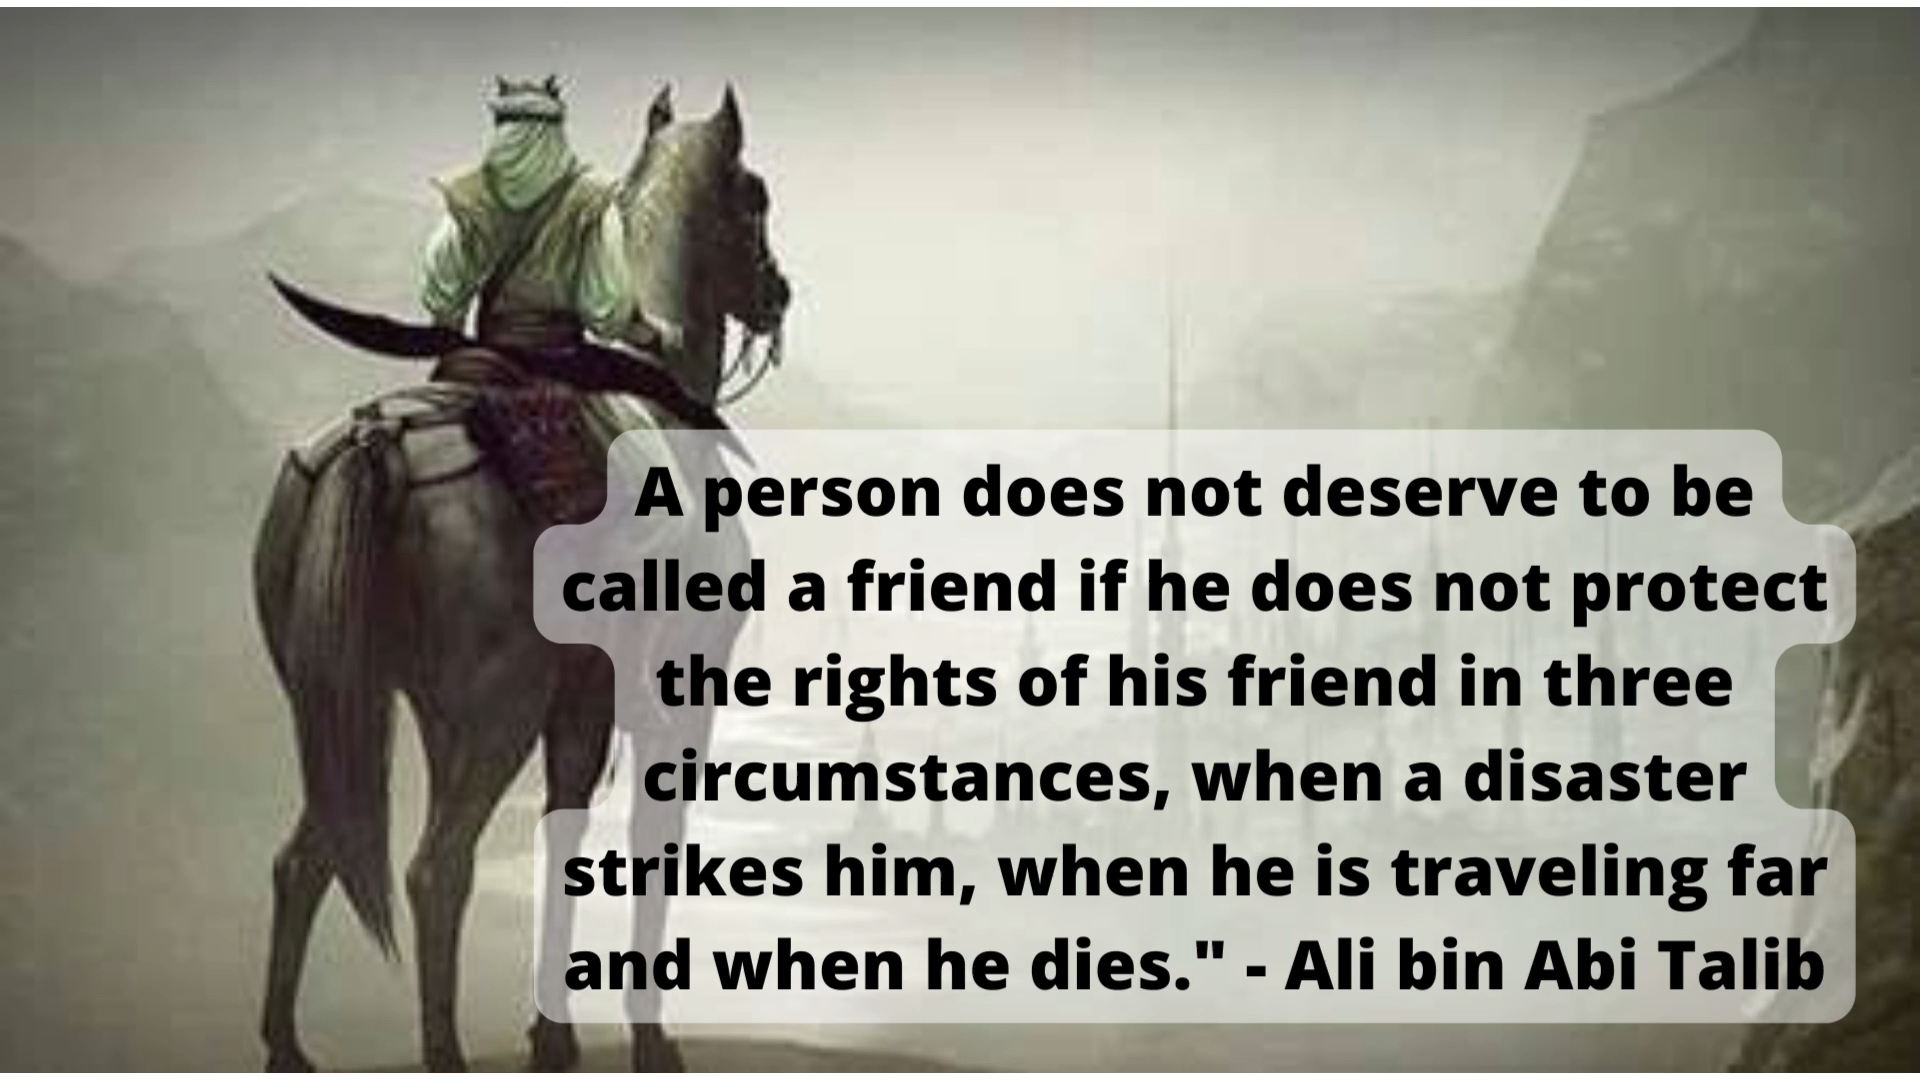 A person does not deserve to be
called a friend if he does not protect
the rights of his friend in three
circumstances, when a disaster
strikes him, when he is traveling far
and when he dies." - Ali bin Abi Talib